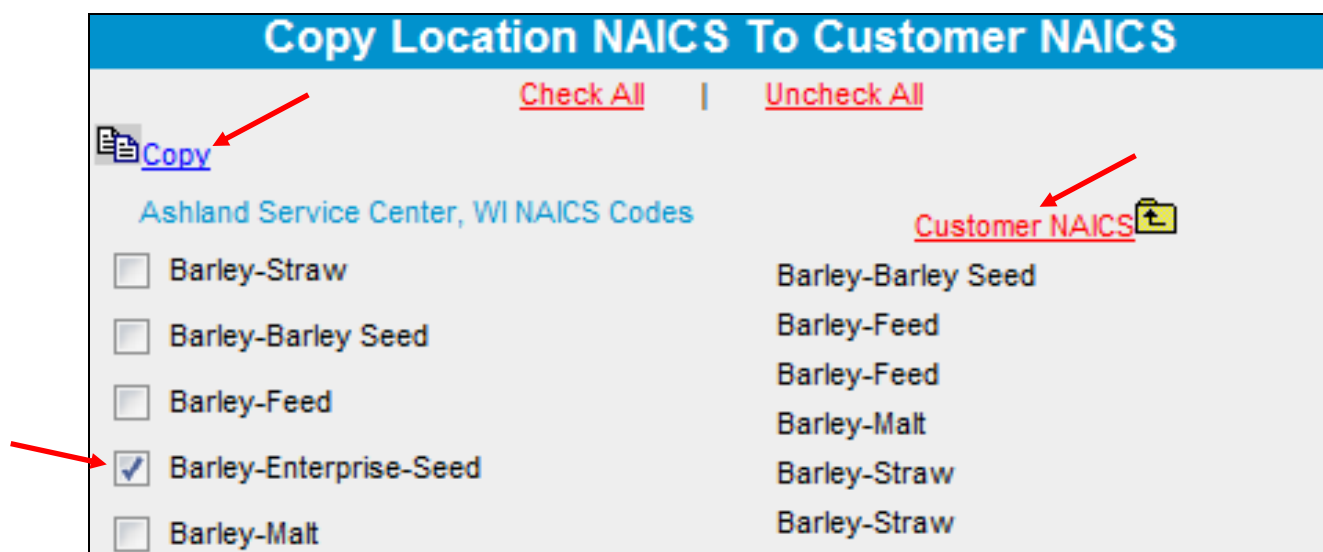 Copy Location NAICS To Customer NAICS
Check All | Uncheck All
Copy
Ashland Service Center, WI NAICS Codes
Customer NAICS
Barley-Straw
Barley-Barley Seed
Barley-Feed
Barley-Enterprise-Seed
Barley-Malt
Barley-Barley Seed
Barley-Feed
Barley-Feed
Barley-Malt
Barley-Straw
Barley-Straw